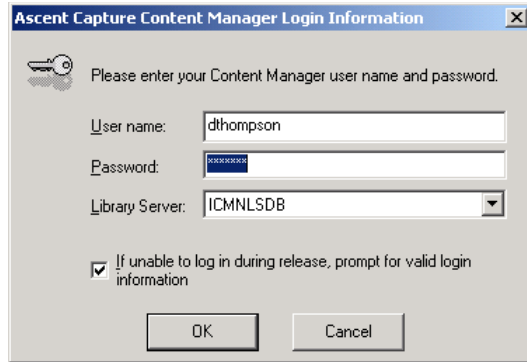 Ascent Capture Content Manager Login Information
Please enter your Content Manager user name and password.
User name: dthompson
Password: *******
Library Server: ICMNLSDB
If unable to log in during release, prompt for valid login
information
OK Cancel